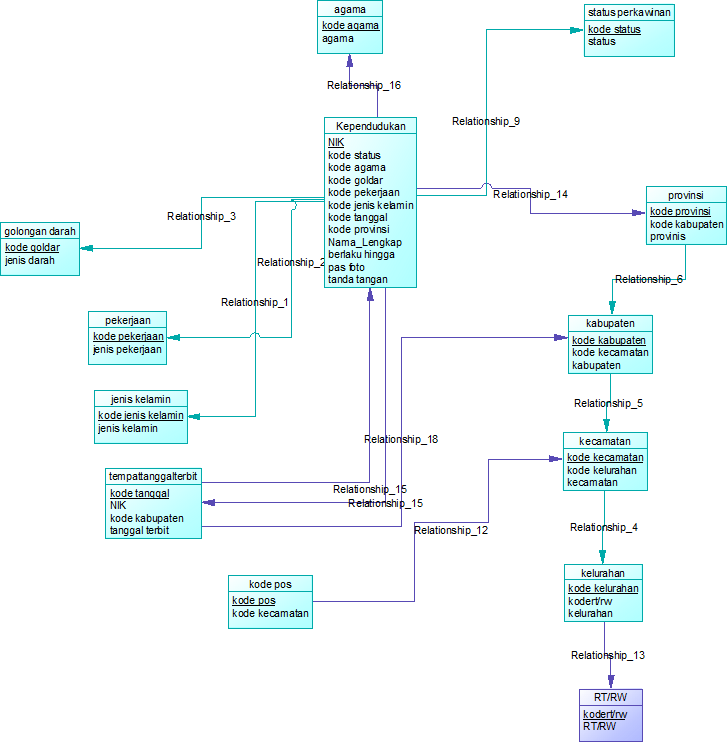 agama
kode agama
agama
status perkawinan
kode status
status
Relationship_16
Relationship_9
Kependudukan
NIK
kode status
kode agama
kode goldar
kode pekerjaan
kode jenis kelamin
kode tanggal
kode provinsi
Nama_Lengkap
berlaku hingga
pas foto
tanda tangan
Relationship_14
provinsi
kode provinsi
kode kabupaten
provinis
Relationship_3
golongan darah
kode goldar
jenis darah
Relationship_2
Relationship_6
Relationship_1
pekerjaan
kode pekerjaan
jenis pekerjaan
kabupaten
kode kabupaten
kode kecamatan
kabupaten
jenis kelamin
kode jenis kelamin
jenis kelamin
Relationship_5
Relationship_18
kecamatan
kode kecamatan
kode kelurahan
kecamatan
tempattanggalterbit
kode tanggal
NIK
kode kabupaten
tanggal terbit
Relationship_15
Relationship_15
Relationship_12
Relationship_4
kode pos
kode pos
kode kecamatan
kelurahan
kode kelurahan
kodert/rw
kelurahan
Relationship_13
RT/RW
kodert/rw
RT/RW